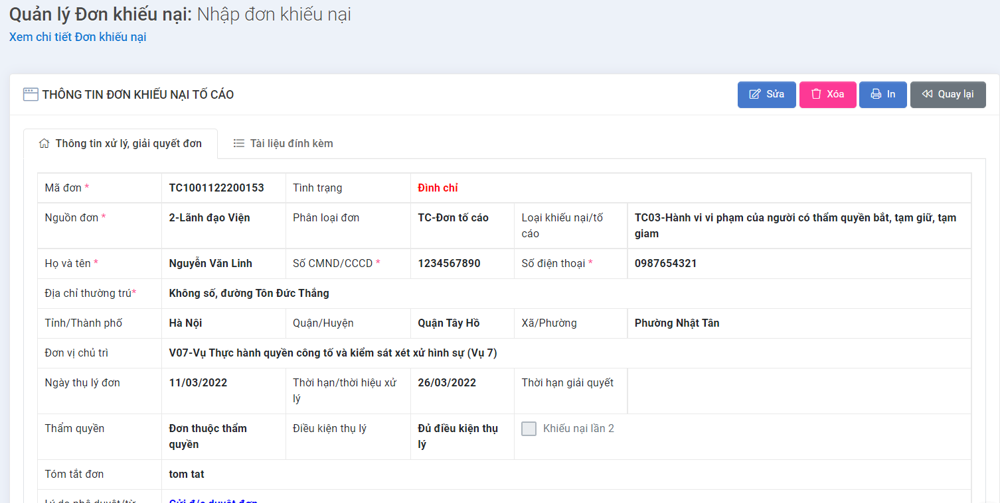 Quản lý Đơn khiếu nại: Nhập đơn khiếu nại
Xem chi tiết Đơn khiếu nại
THÔNG TIN ĐƠN KHIẾU NẠI TỐ CÁO
Sửa
Xóa
In
Quay lại
Thông tin xử lý, giải quyết đơn
Tài liệu đính kèm
Mã đơn *
TC1001122200153
Tình trạng
Đình chỉ
Nguồn đơn *
2-Lãnh đạo Viện
Phân loại đơn
TC-Đơn tố cáo
Loại khiếu nại/tố
cáo
TC03-Hành vi vi phạm của người có thẩm quyền bắt, tạm giữ, tạm
giam
Họ và tên *
Nguyễn Văn Linh
Số CMND/CCCD *
1234567890
Số điện thoại *
0987654321
Địa chỉ thường trú*
Không số, đường Tôn Đức Thắng
Tỉnh/Thành phố
Hà Nội
Quận/Huyện
Quận Tây Hồ
Xã/Phường
Phường Nhật Tân
Đơn vị chủ trì
V07-Vụ Thực hành quyền công tố và kiểm sát xét xử hình sự (Vụ 7)
Ngày thụ lý đơn
11/03/2022
Thời hạn/thời hiệu xử
lý
26/03/2022
Thời hạn giải quyết
Thẩm quyền
Đơn thuộc thẩm
quyền
Điều kiện thụ lý
Đủ điều kiện thụ
lý
Khiếu nại lần 2
Tóm tắt đơn
tom tat
Lý do phê duyệt/từ
Gửi đ/c duyệt đơn